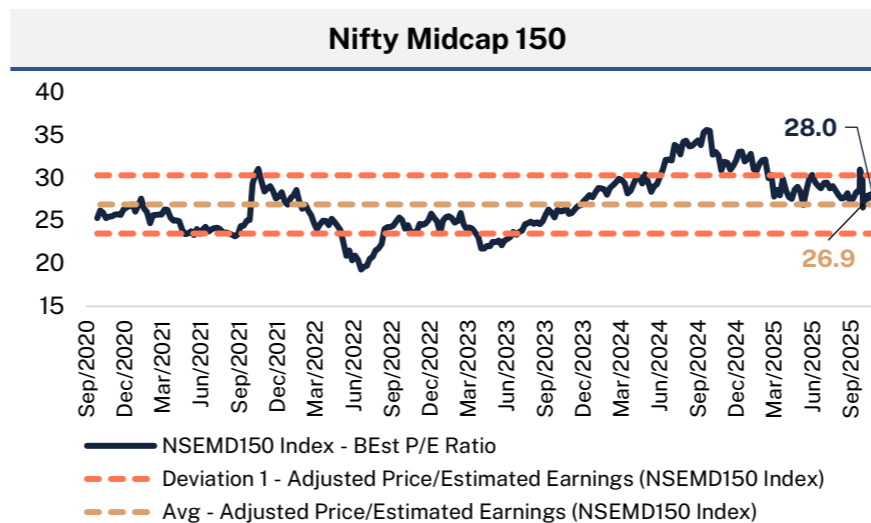 Nifty Midcap 150
40
35
30
25
20
15
28.0
26.9
Sep/2020
Dec/2020
Mar/2021
Jun/2021
Sep/2021
Dec/2021
Mar/2022
Jun/2022
Sep/2022
Dec/2022
Mar/2023
Jun/2023
Sep/2023
Dec/2023
Mar/2024
Jun/2024
Sep/2024
Dec/2024
Mar/2025
Jun/2025
Sep/2025
NSEMD150 Index - BEst P/E Ratio
Deviation 1 - Adjusted Price/Estimated Earnings (NSEMD150 Index)
Avg - Adjusted Price/Estimated Earnings (NSEMD150 Index)